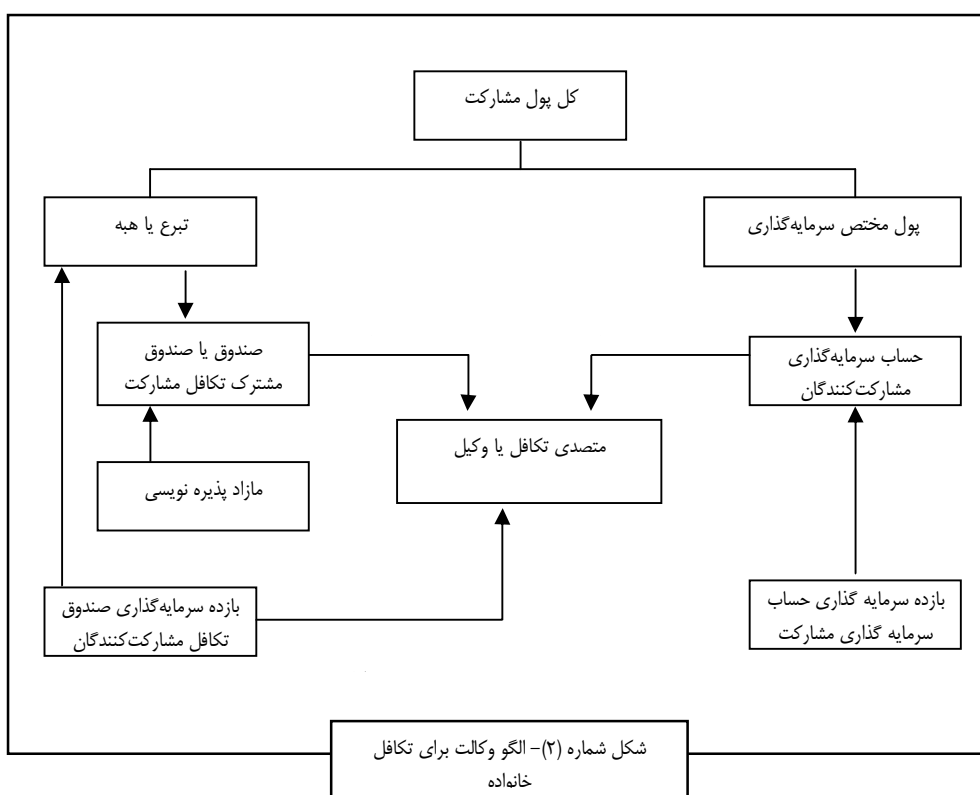 کل پول مشارکت
تبرع یا هبه
پول مختص سرمایه‌گذاری
صندوق یا صندوق
مشترک تکافل مشارکت
حساب سرمایه‌گذاری
مشارکت‌کنندگان
متصدی تکافل یا وکیل
مازاد پذیره نویسی
بازده سرمایه‌گذاری صندوق
تکافل مشارکت‌کنندگان
بازده سرمایه گذاری حساب
سرمایه گذاری مشارکت
شکل شماره (۲)- الگو وکالت برای تکافل
خانواده